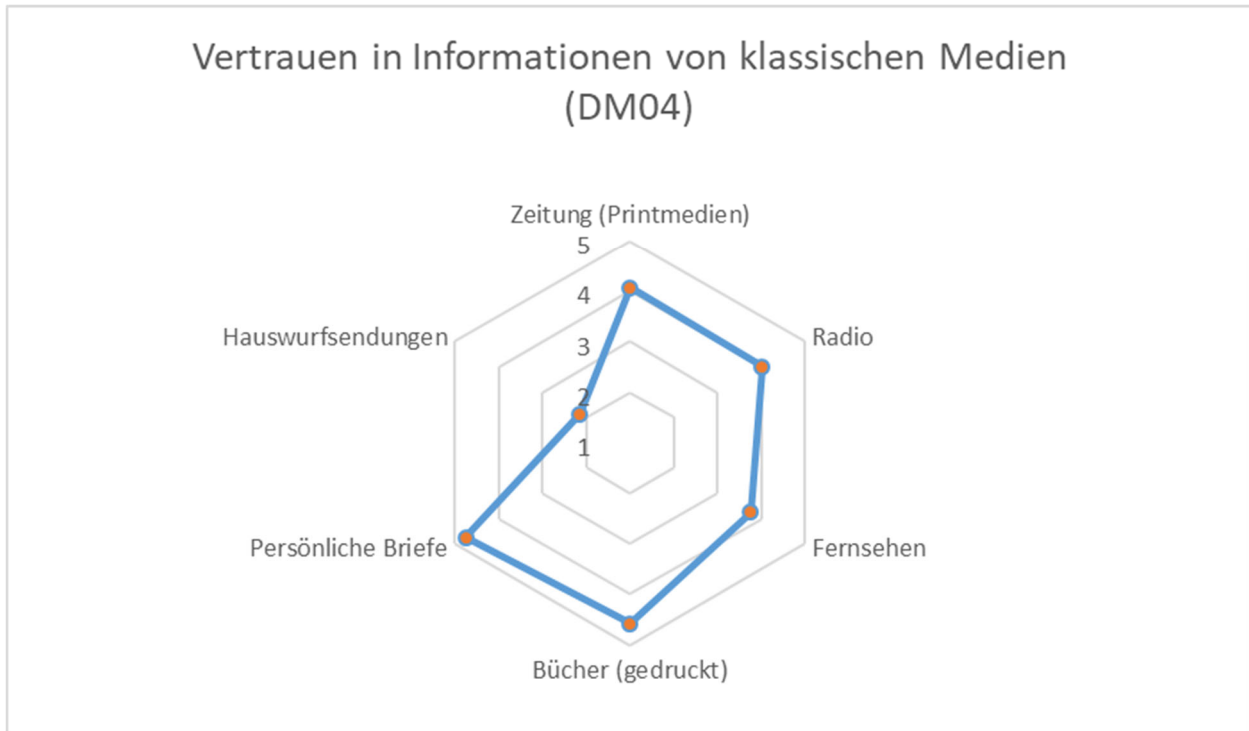 Vertrauen in Informationen von klassischen Medien
(DM04)
Zeitung (Printmedien)
5
4
3
2
1
Radio
Fernsehen
Bücher (gedruckt)
Persönliche Briefe
Hauswurfsendungen